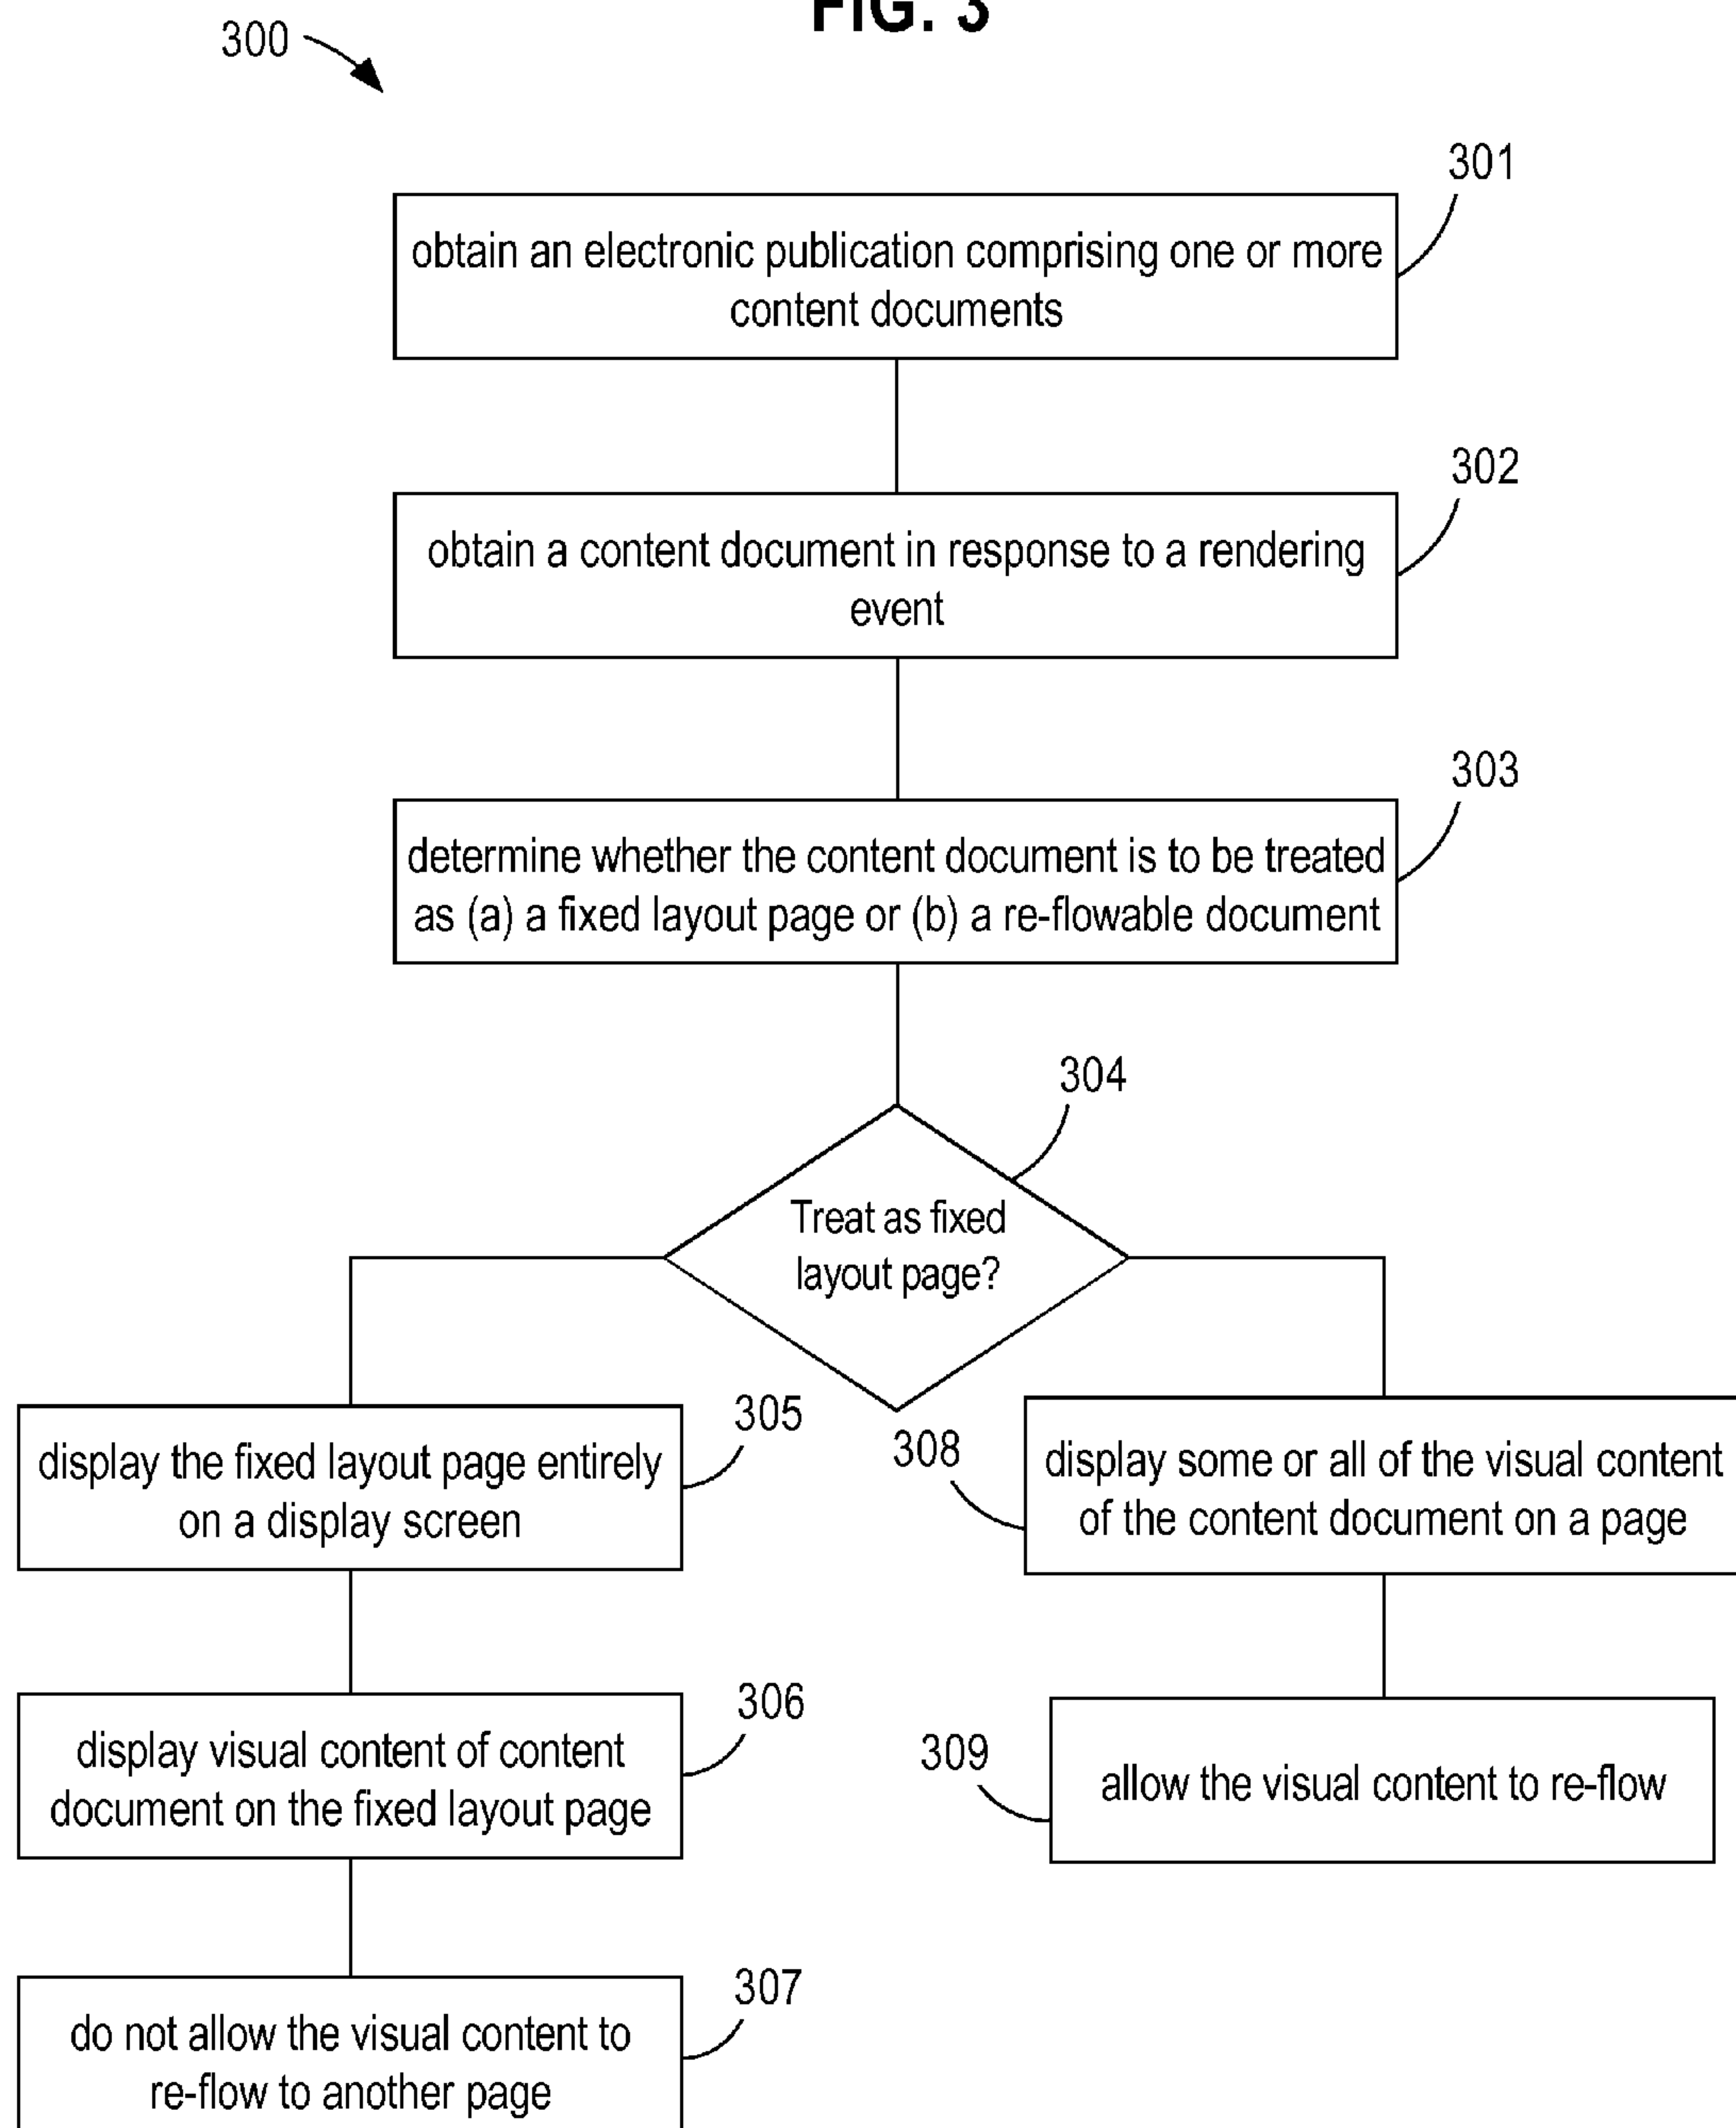 FIG. 3
300
301
obtain an electronic publication comprising one or more
content documents
302
obtain a content document in response to a rendering
event
303
determine whether the content document is to be treated
as (a) a fixed layout page or (b) a re-flowable document
304
Treat as fixed
layout page?
305
display the fixed layout page entirely
on a display screen
308
display some or all of the visual content
of the content document on a page
306
display visual content of content
document on the fixed layout page
309
allow the visual content to re-flow
307
do not allow the visual content to
re-flow to another page